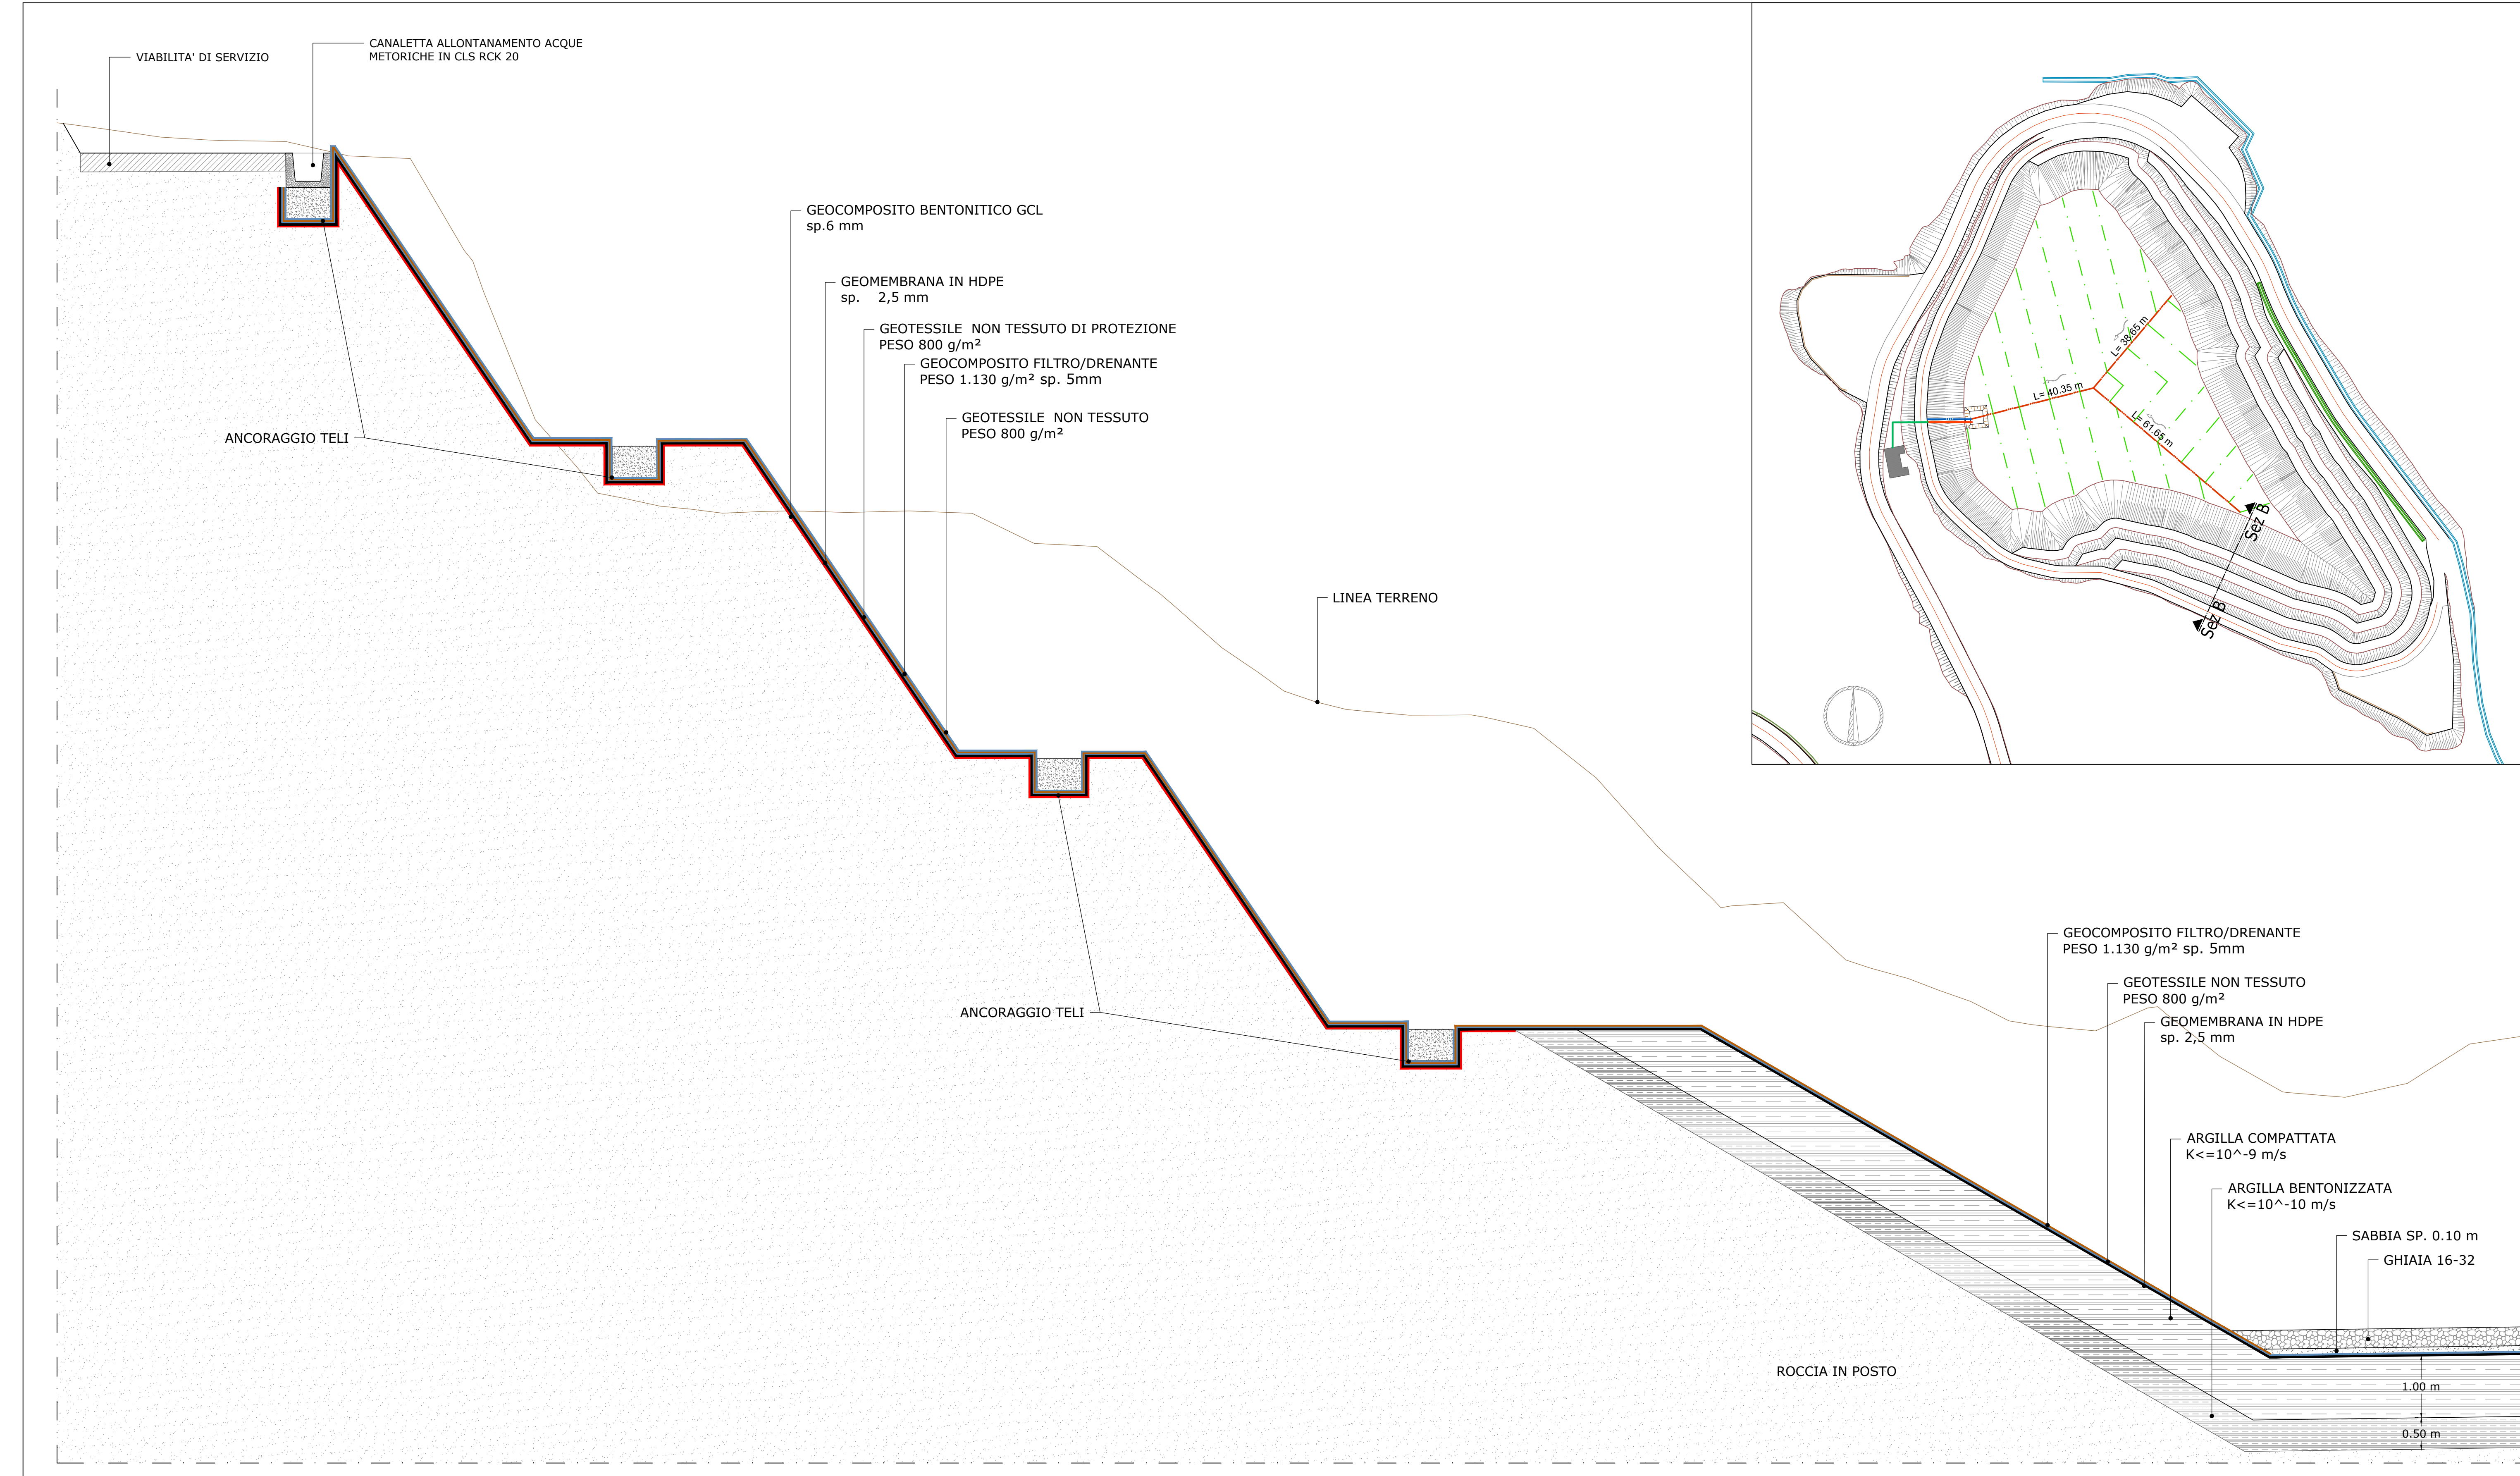 VIABILITA' DI SERVIZIO
CANALETTA ALLONTANAMENTO ACQUE
METORICHE IN CLS RCK 20
GEOCOMPOSITO BENTONITICO GCL
sp.6 mm
GEOMEMBRANA IN HDPE
sp. 2,5 mm
GEOTESSILE NON TESSUTO DI PROTEZIONE
PESO 800 g/m²
GEOCOMPOSITO FILTRO/DRENANTE
PESO 1.130 g/m² sp. 5mm
GEOTESSILE NON TESSUTO
PESO 800 g/m²
ANCORAGGIO TELI
LINEA TERRENO
L= 38.65 m
L= 40.35 m
L= 61.65 m
Sez B
Sez B
ANCORAGGIO TELI
GEOCOMPOSITO FILTRO/DRENANTE
PESO 1.130 g/m² sp. 5mm
GEOTESSILE NON TESSUTO
PESO 800 g/m²
GEOMEMBRANA IN HDPE
sp. 2,5 mm
ARGILLA COMPATTATA
K<=10^-9 m/s
ARGILLA BENTONIZZATA
K<=10^-10 m/s
SABBIA SP. 0.10 m
GHIAIA 16-32
ROCCIA IN POSTO
1.00 m
0.50 m